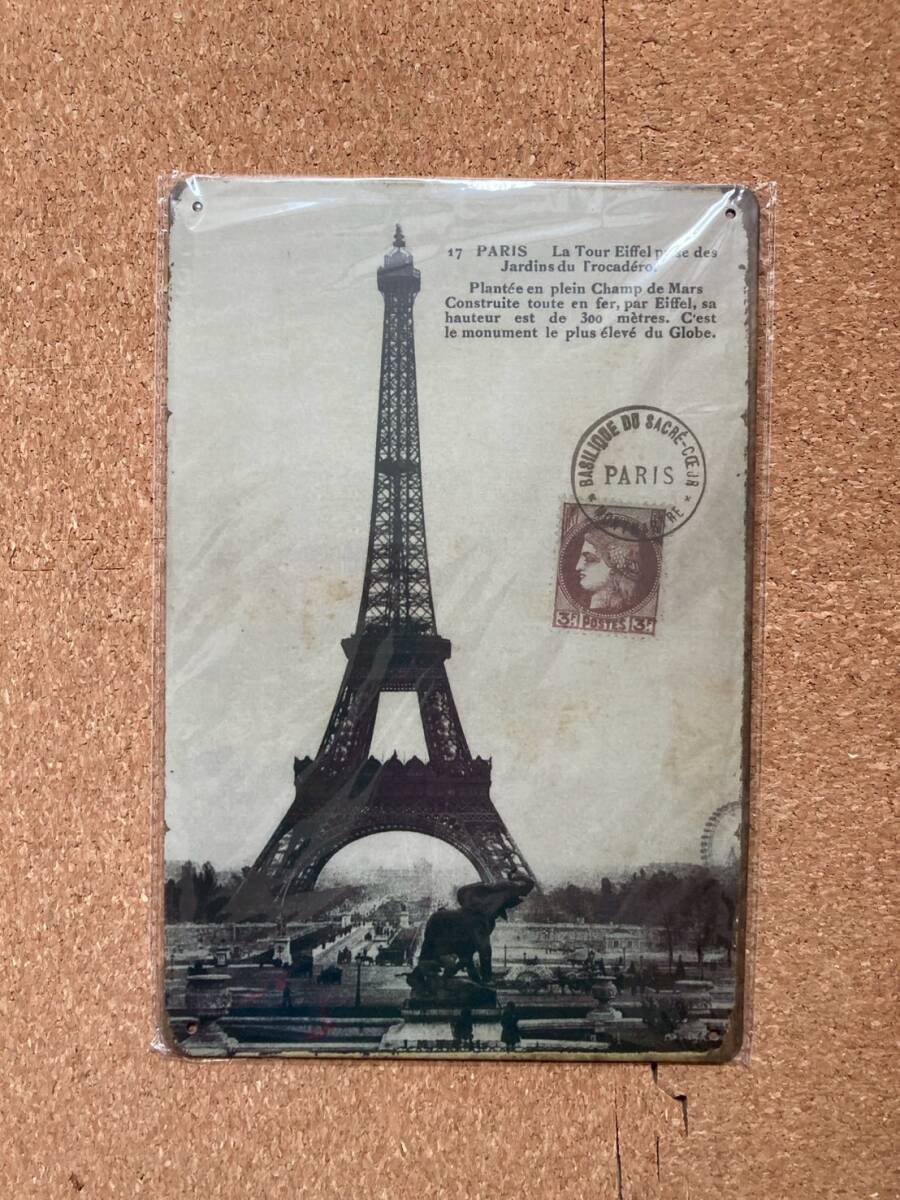 17 PARIS La Tour Eiffel des
Jardins du Trocadéro.
Plantée en plein Champ de Mars
Construite toute en fer, par Eiffel, sa
hauteur est de 300 mètres. C'est
le monument le plus élevé du Globe.
BASILIQUE DU SACRÉ-CŒUR
PARIS
3F POSTES 3F